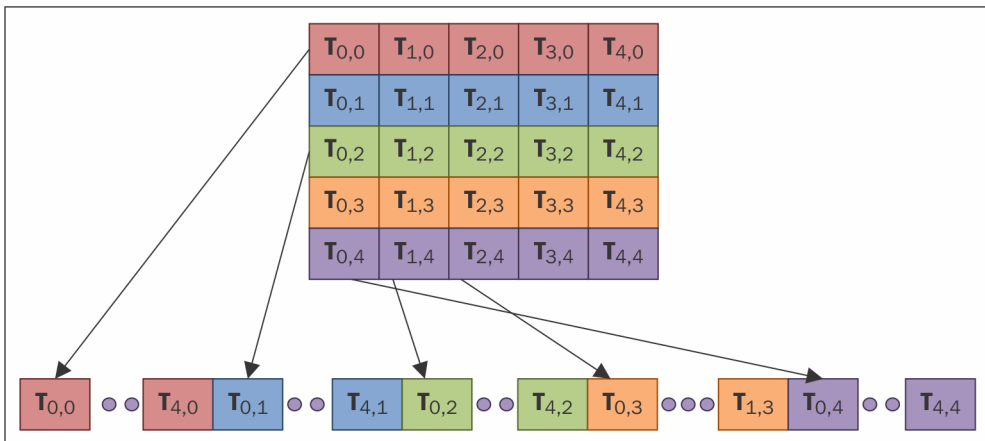 T0,0 T1,0 T2,0 T3,0 T4,0
T0,1 T1,1 T2,1 T3,1 T4,1
T0,2 T1,2 T2,2 T3,2 T4,2
T0,3 T1,3 T2,3 T3,3 T4,3
T0,4 T1,4 T2,4 T3,4 T4,4
T0,0 T4,0 T0,1 T4,1 T0,2 T4,2 T0,3 T1,3 T0,4 T4,4